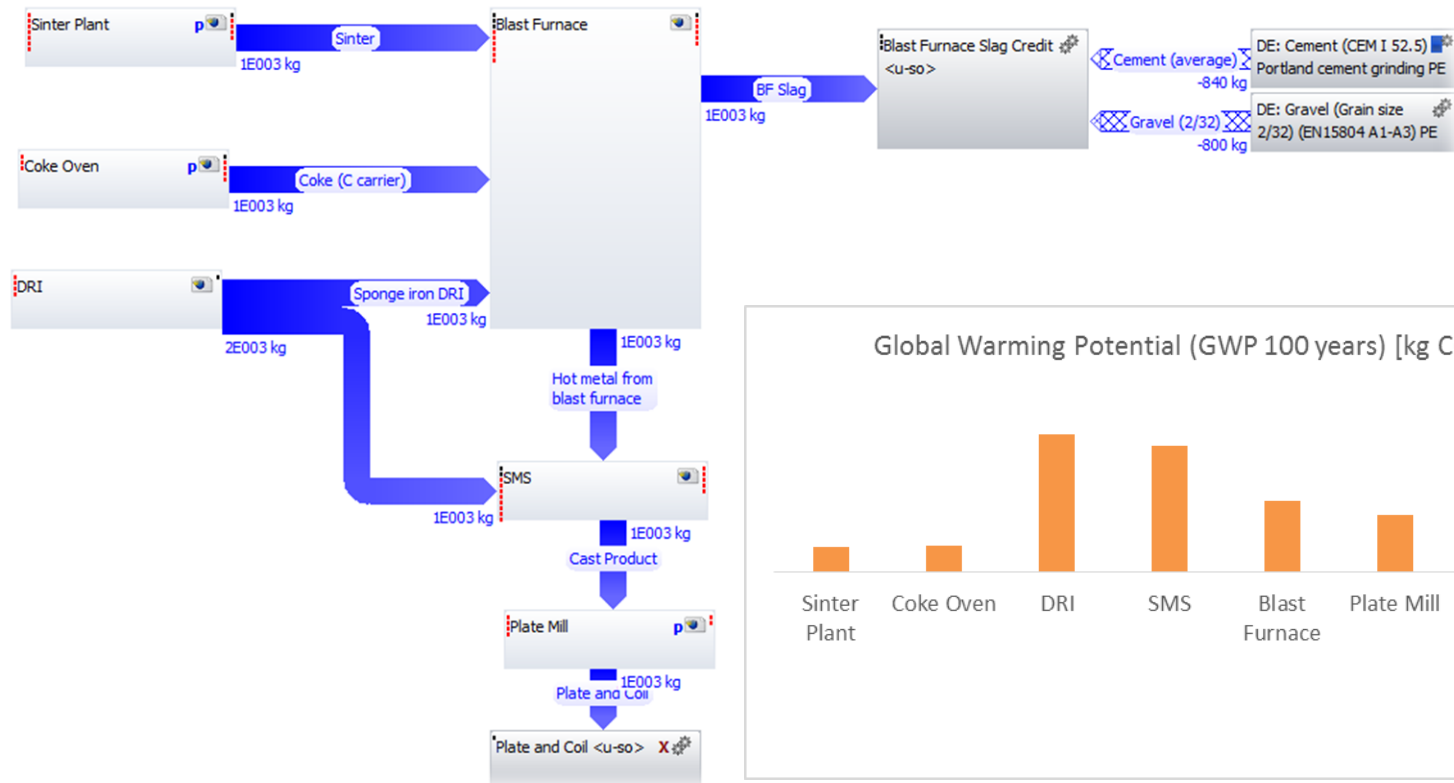 Sinter Plant
p
Sinter
1E003 kg
Blast Furnace
BF Slag
1E003 kg
Blast Furnace Slag Credit
<u-so>
Cement (average)
-840 kg
DE: Cement (CEM I 52.5)
Portland cement grinding PE
Gravel (2/32)
-800 kg
DE: Gravel (Grain size
2/32) (EN15804 A1-A3) PE
Coke Oven
p
Coke (C carrier)
1E003 kg
DRI
Sponge iron DRI
1E003 kg
2E003 kg
1E003 kg
Hot metal from
blast furnace
SMS
1E003 kg
1E003 kg
Cast Product
Plate Mill
p
1E003 kg
Plate and Coil
Plate and Coil <u-so>
X
Global Warming Potential (GWP 100 years) [kg C
Sinter
Plant
Coke Oven
DRI
SMS
Blast
Furnace
Plate Mill